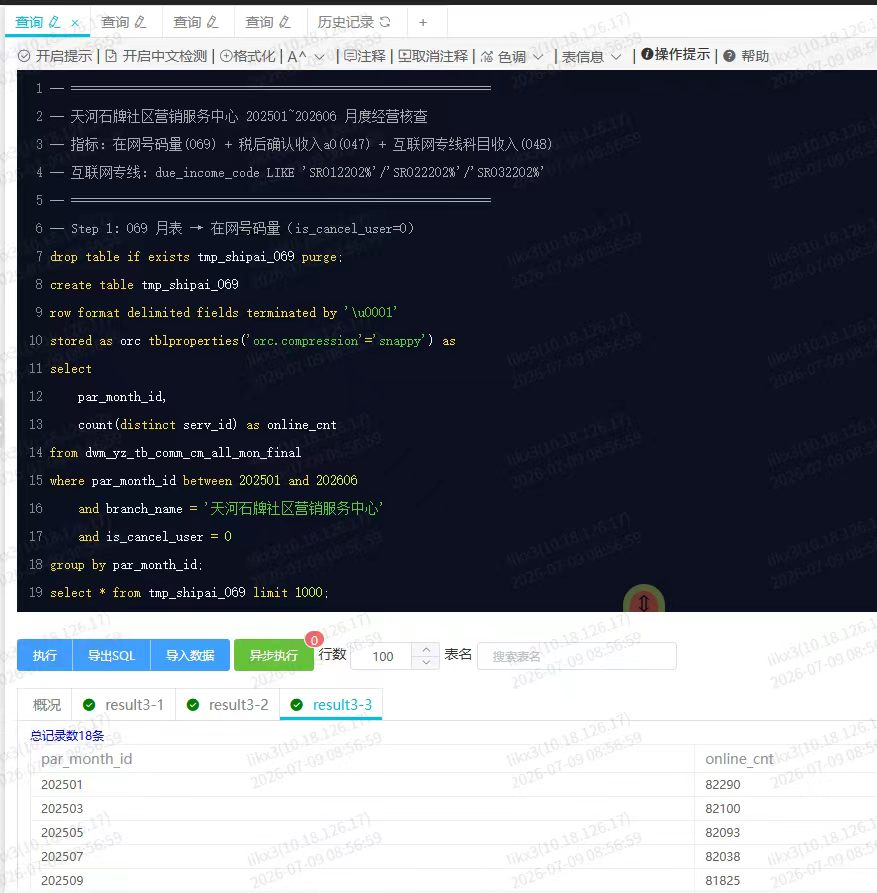 查询 × 查询 查询 查询 历史记录 +
开启提示 | 开启中文检测 | 格式化 | A^ | 注释 | 取消注释 | 色调 | 表信息 | 操作提示 | 帮助
1 — ════════════════════════════════════════
2 — 天河石牌社区营销服务中心 202501~202606 月度经营核查
3 — 指标：在网号码量(069) + 税后确认收入a0(047) + 互联网专线科目收入(048)
4 — 互联网专线：due_income_code LIKE 'SR012202%'/'SR022202%'/'SR032202%'
5 — ════════════════════════════════════════
6 — Step 1：069 月表 → 在网号码量（is_cancel_user=0）
7 drop table if exists tmp_shipai_069 purge;
8 create table tmp_shipai_069
9 row format delimited fields terminated by '\u0001'
10 stored as orc tblproperties('orc.compression'='snappy') as
11 select
12 par_month_id,
13 count(distinct serv_id) as online_cnt
14 from dwm_yz_tb_comm_cm_all_mon_final
15 where par_month_id between 202501 and 202606
16 and branch_name = '天河石牌社区营销服务中心'
17 and is_cancel_user = 0
18 group by par_month_id;
19 select * from tmp_shipai_069 limit 1000;
执行 导出SQL 导入数据 异步执行 0 行数 100 表名 搜索表名
概况 result3-1 result3-2 result3-3
总记录数18条
par_month_id online_cnt
202501 82290
202503 82100
202505 82093
202507 82038
202509 81825
likx3(10.18.126.17)
2026-07-09 08:56:59